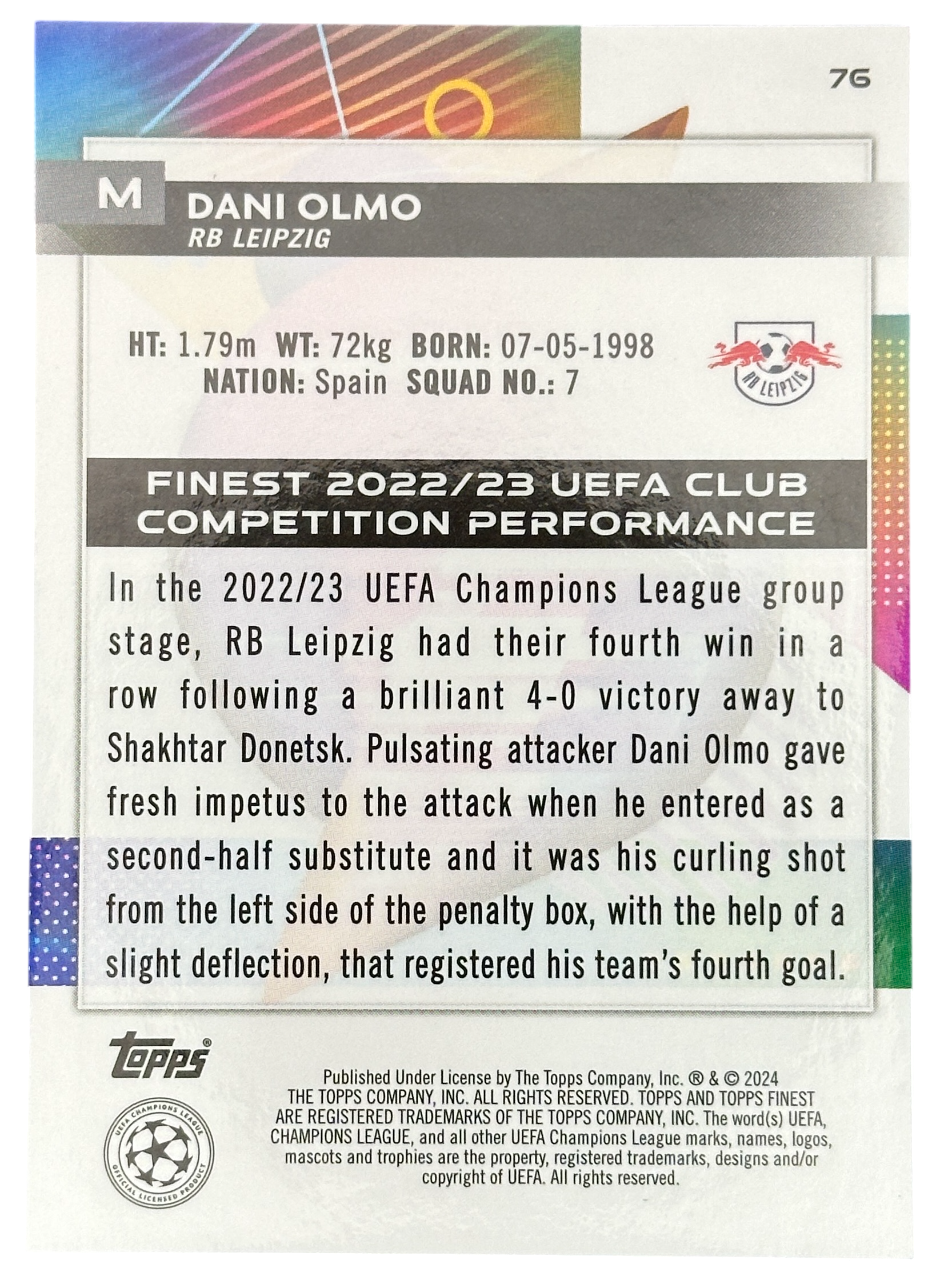 76
M
DANI OLMO
RB LEIPZIG
HT: 1.79m WT: 72kg BORN: 07-05-1998
NATION: Spain SQUAD NO.: 7
RB LEIPZIG
FINEST 2022/23 UEFA CLUB
COMPETITION PERFORMANCE
In the 2022/23 UEFA Champions League group
stage, RB Leipzig had their fourth win in a
row following a brilliant 4-0 victory away to
Shakhtar Donetsk. Pulsating attacker Dani Olmo gave
fresh impetus to the attack when he entered as a
second-half substitute and it was his curling shot
from the left side of the penalty box, with the help of a
slight deflection, that registered his team's fourth goal.
Topps®
UEFA CHAMPIONS LEAGUE
OFFICIAL LICENSED PRODUCT
Published Under License by The Topps Company, Inc. ® & © 2024
THE TOPPS COMPANY, INC. ALL RIGHTS RESERVED. TOPPS AND TOPPS FINEST
ARE REGISTERED TRADEMARKS OF THE TOPPS COMPANY, INC. The word(s) UEFA,
CHAMPIONS LEAGUE, and all other UEFA Champions League marks, names, logos,
mascots and trophies are the property, registered trademarks, designs and/or
copyright of UEFA. All rights reserved.